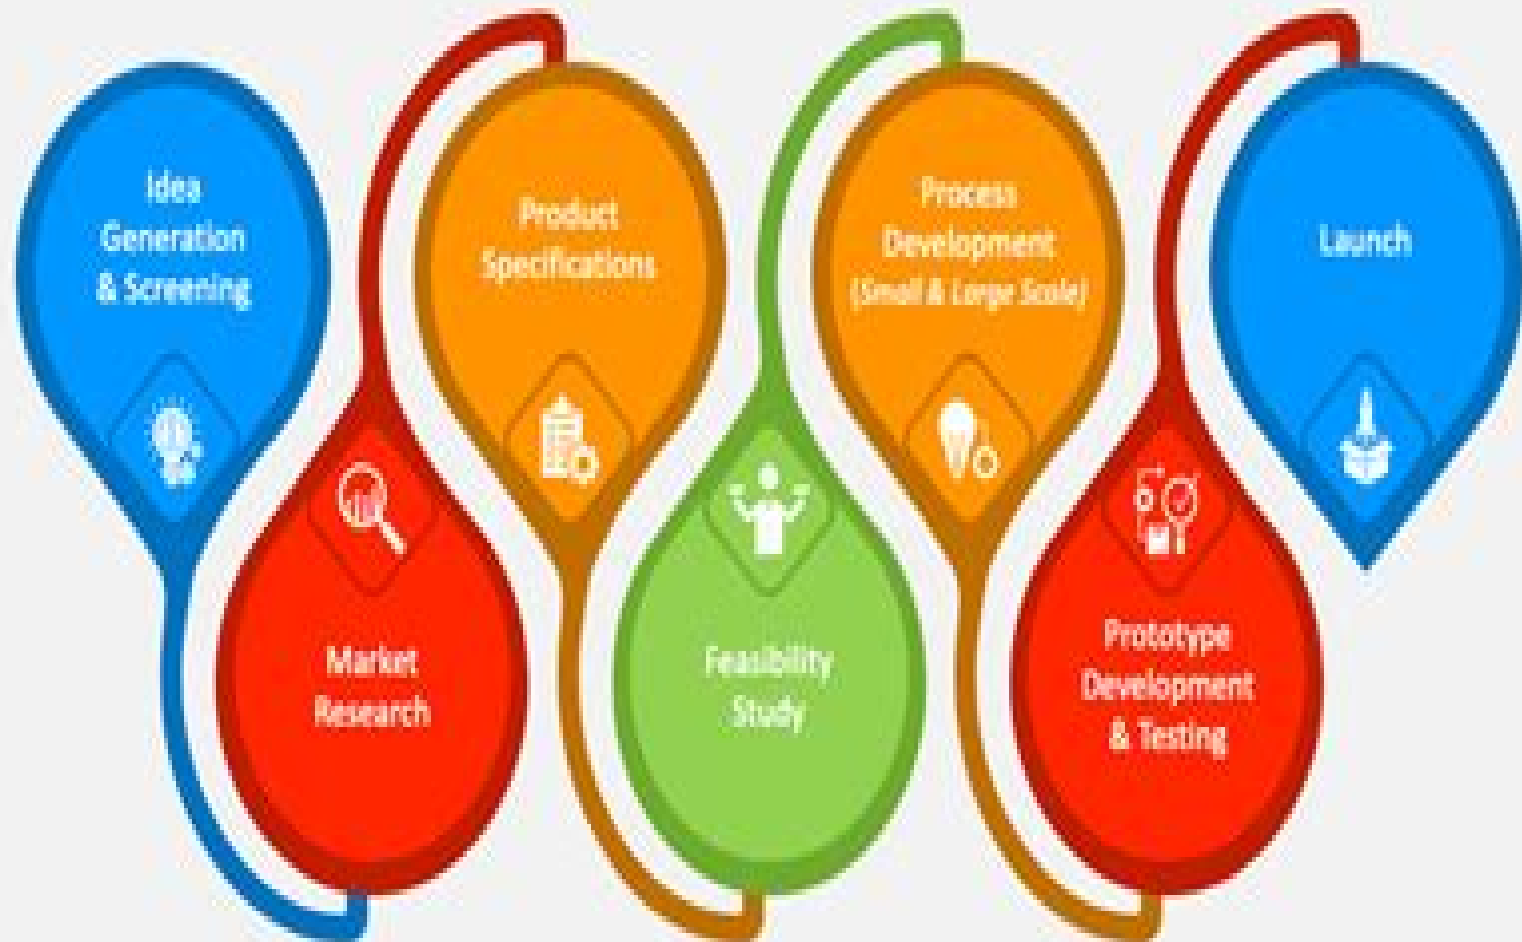 Idea
Generation
& Screening
Market
Research
Product
Specifications
Feasibility
Study
Process
Development
(Small & Large Scale)
Prototype
Development
& Testing
Launch